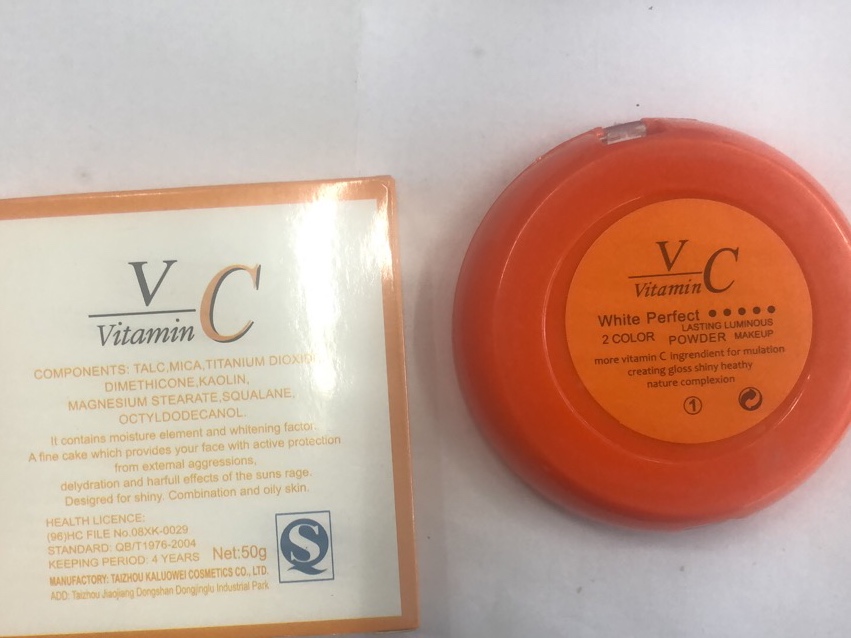 V C
Vitamin
COMPONENTS: TALC,MICA,TITANIUM DIOXIDE,
DIMETHICONE,KAOLIN,
MAGNESIUM STEARATE,SQUALANE,
OCTYLDODECANOL.
It contains moisture element and whitening factor.
A fine cake which provides your face with active protection
from external aggressions,
delydration and harfull effects of the suns rage.
Designed for shiny. Combination and oily skin.
HEALTH LICENCE:
(96)HC FILE No.08XK-0029
STANDARD: QB/T1976-2004
KEEPING PERIOD: 4 YEARS Net:50g
MANUFACTORY: TAIZHOU KALUOWEI COSMETICS CO., LTD.
ADD: Taizhou Jiaojiang Dongshan Dongjinglu Industrial Park
V C
Vitamin
White Perfect ● ● ● ● ●
LASTING LUMINOUS
2 COLOR POWDER MAKEUP
more vitamin C ingrendient for mulation
creating gloss shiny heathy
nature complexion
①